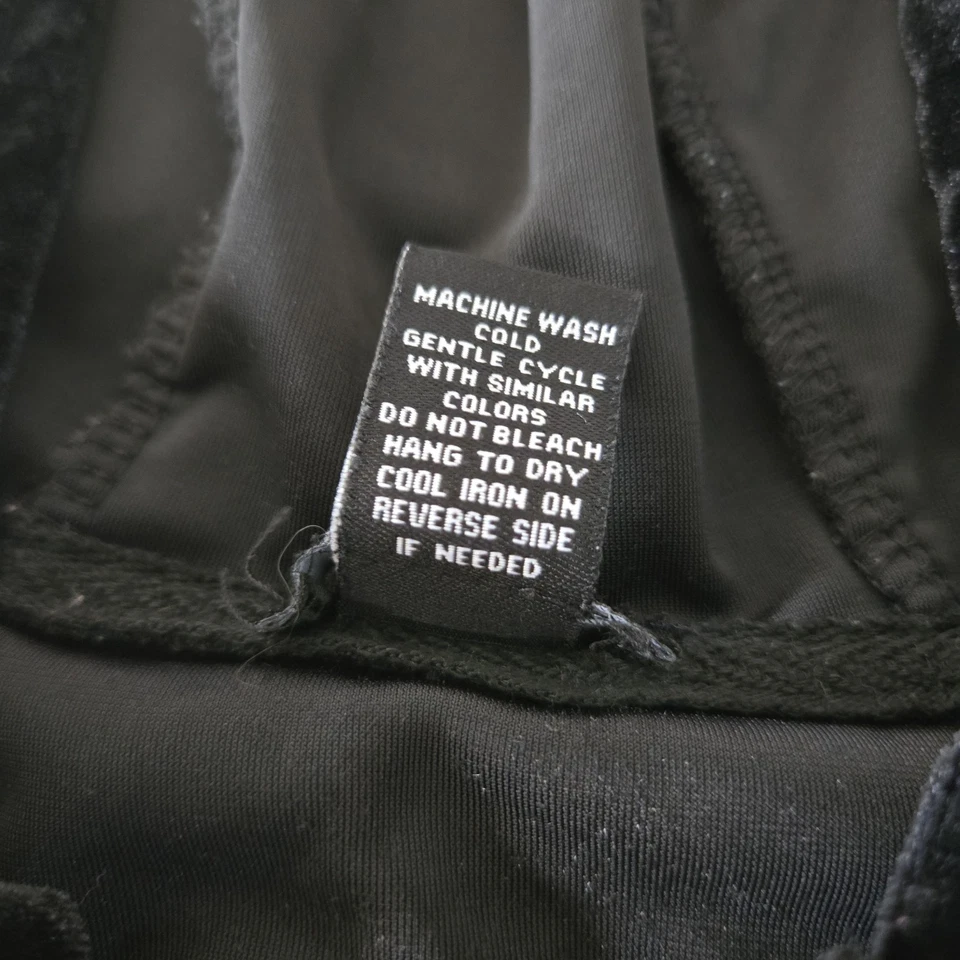 MACHINE WASH
COLD
GENTLE CYCLE
WITH SIMILAR
COLORS
DO NOT BLEACH
HANG TO DRY
COOL IRON ON
REVERSE SIDE
IF NEEDED